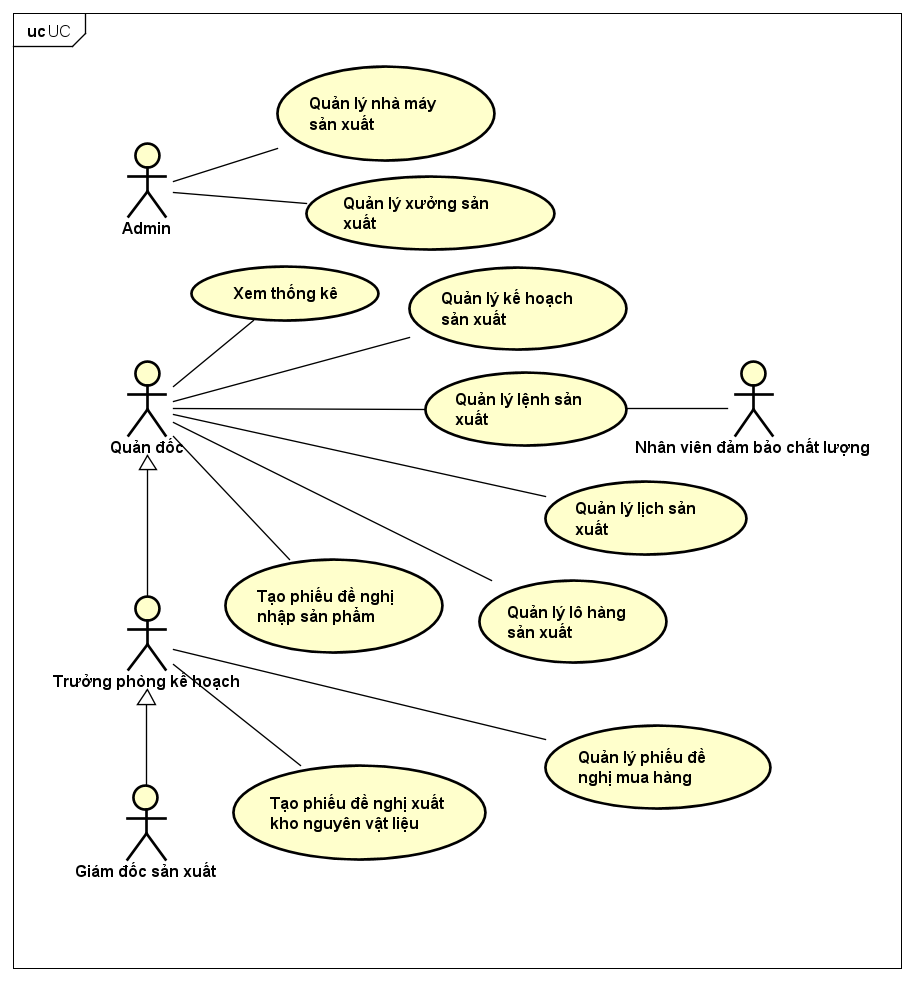 uc UC
Quản lý nhà máy
sản xuất
Quản lý xưởng sản
xuất
Admin
Xem thống kê
Quản lý kế hoạch
sản xuất
Quản lý lệnh sản
xuất
Quản đốc
Nhân viên đảm bảo chất lượng
Quản lý lịch sản
xuất
Tạo phiếu đề nghị
nhập sản phẩm
Quản lý lô hàng
sản xuất
Trưởng phòng kế hoạch
Quản lý phiếu đề
nghị mua hàng
Tạo phiếu đề nghị xuất
kho nguyên vật liệu
Giám đốc sản xuất